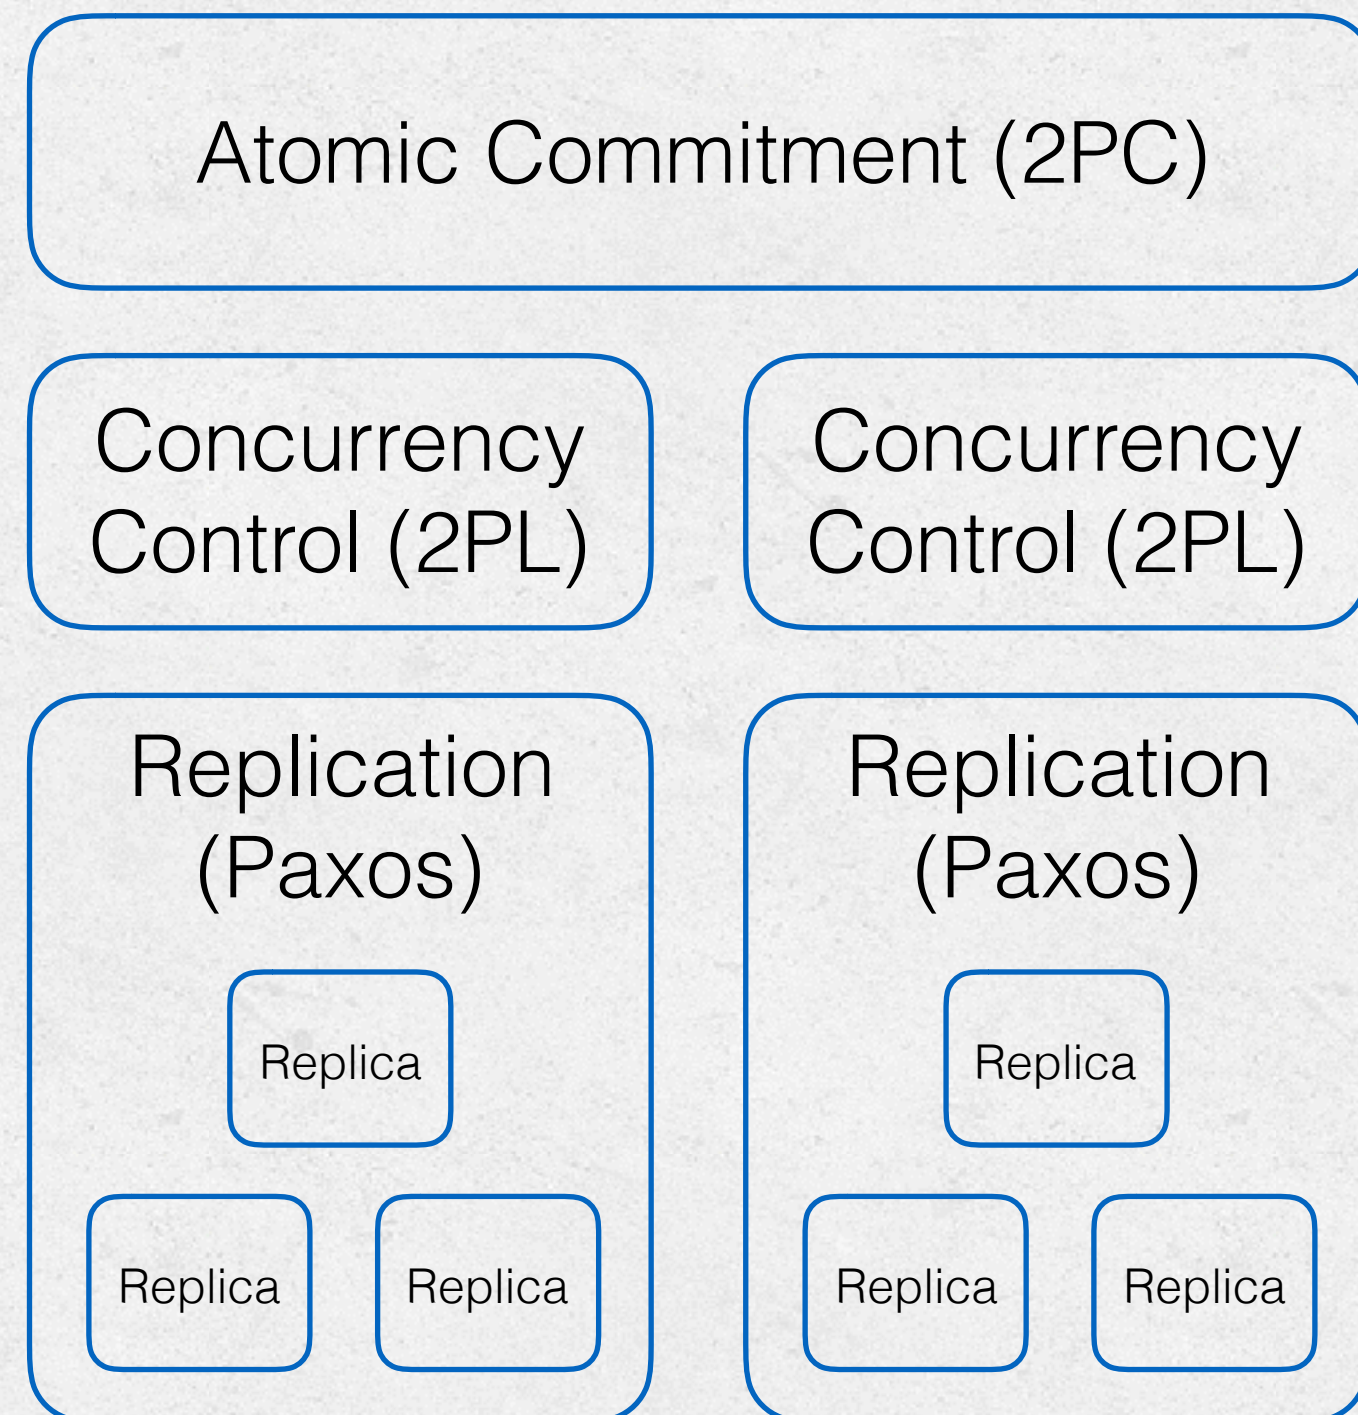 Atomic Commitment (2PC)
Concurrency
Control (2PL)
Concurrency
Control (2PL)
Replication
(Paxos)
Replica
Replica
Replica
Replication
(Paxos)
Replica
Replica
Replica